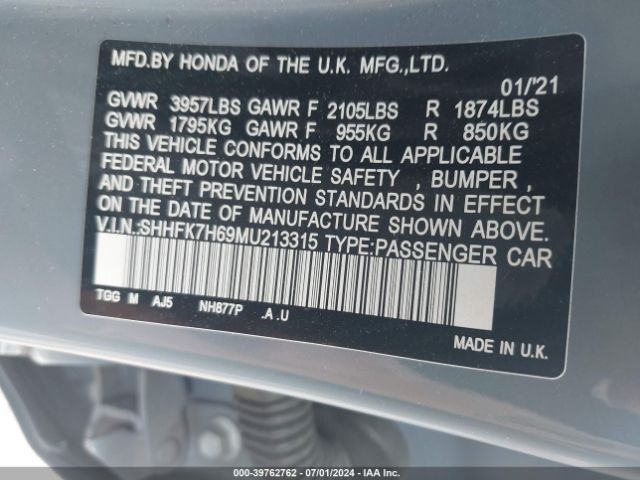 MFD.BY HONDA OF THE U.K. MFG.,LTD.
01/'21
GVWR 3957LBS GAWR F 2105LBS R 1874LBS
GVWR 1795KG GAWR F 955KG R 850KG
THIS VEHICLE CONFORMS TO ALL APPLICABLE
FEDERAL MOTOR VEHICLE SAFETY , BUMPER ,
AND THEFT PREVENTION STANDARDS IN EFFECT
ON THE DATE OF MANUFACTURE SHOWN ABOVE.
V.I.N.:SHHFK7H69MU213315 TYPE:PASSENGER CAR
TGG M AJ5 NH877P .A .U
MADE IN U.K.
000-39762762 - 07/01/2024 - IAA Inc.